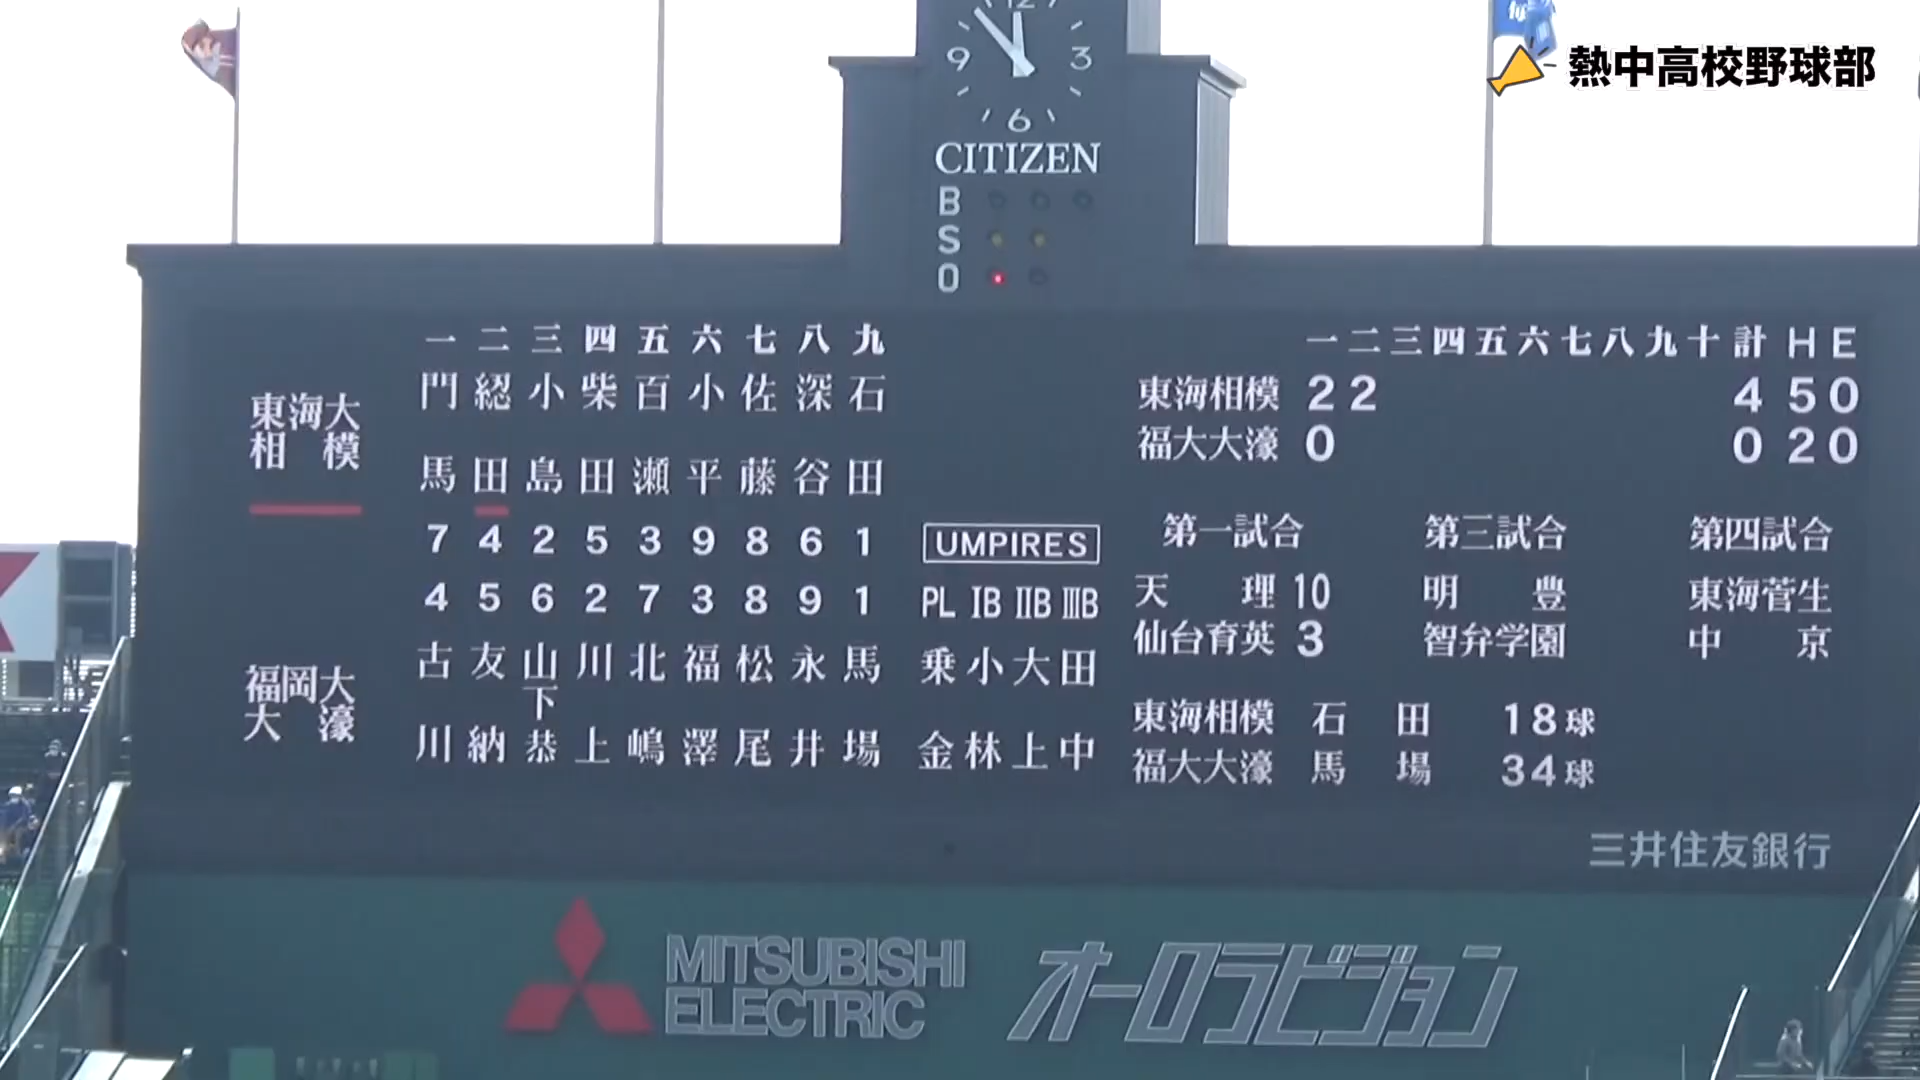 熱中高校野球部
12
9 3
6
CITIZEN
B
S
O
一 二 三 四 五 六 七 八 九
門馬 綛田 小島 柴田 百瀬 小平 佐藤 深谷 石田
東海大相模
7 4 2 5 3 9 8 6 1
4 5 6 2 7 3 8 9 1
福岡大大濠
古川 友納 山下恭 川上 北嶋 福澤 松尾 永井 馬場
UMPIRES
PL IB IIB IIIB
乗金 小林 大上 田中
一 二 三 四 五 六 七 八 九 十 計 H E
東海相模 2 2 4 5 0
福大大濠 0 0 2 0
第一試合 第三試合 第四試合
天理 10 明豊 東海菅生
仙台育英 3 智弁学園 中京
東海相模 石田 18球
福大大濠 馬場 34球
三井住友銀行
MITSUBISHI
ELECTRIC
オーロラビジョン